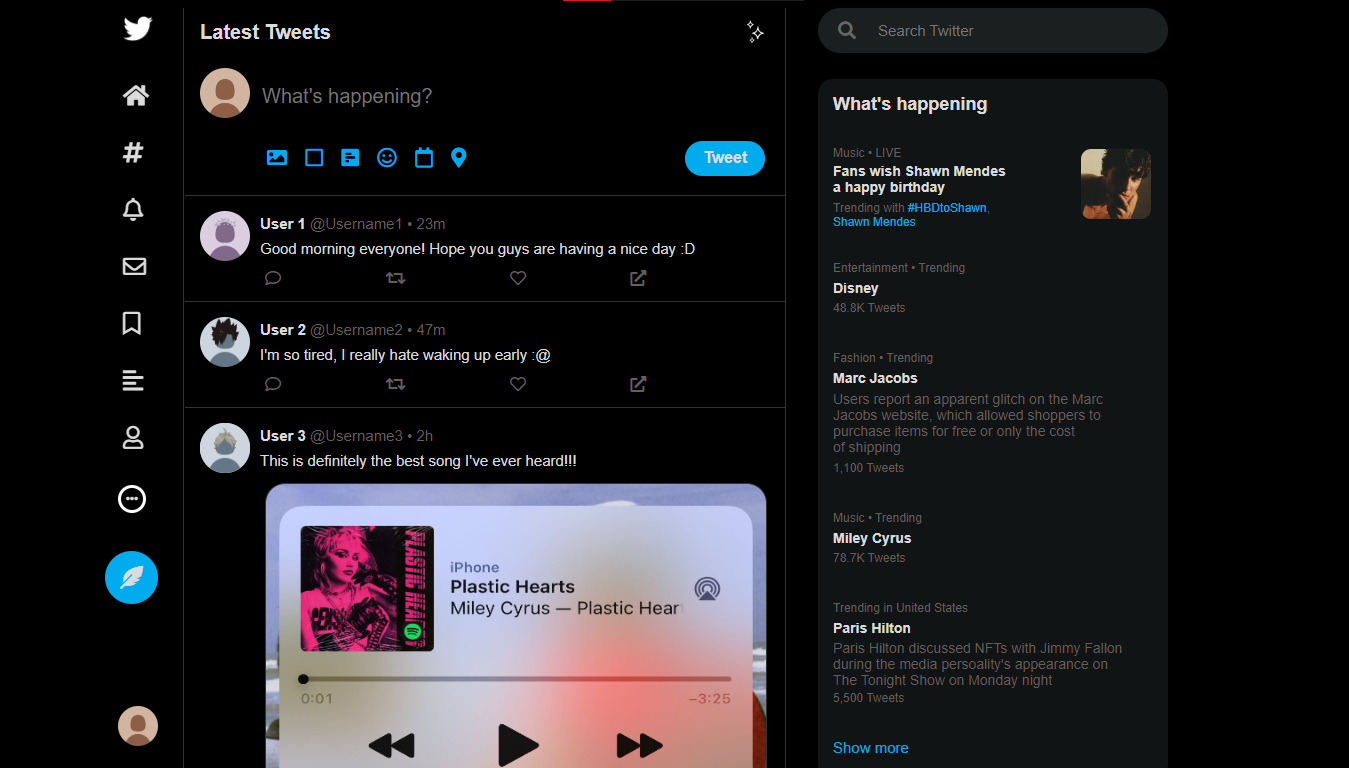 Latest Tweets
What's happening?
Tweet
User 1 @Username1 • 23m
Good morning everyone! Hope you guys are having a nice day :D
User 2 @Username2 • 47m
I'm so tired, I really hate waking up early :@
User 3 @Username3 • 2h
This is definitely the best song I've ever heard!!!
PLASTIC HEARTS
iPhone
Plastic Hearts
Miley Cyrus — Plastic Hear
0:01
−3:25
Search Twitter
What's happening
Music • LIVE
Fans wish Shawn Mendes
a happy birthday
Trending with #HBDtoShawn,
Shawn Mendes
Entertainment • Trending
Disney
48.8K Tweets
Fashion • Trending
Marc Jacobs
Users report an apparent glitch on the Marc
Jacobs website, which allowed shoppers to
purchase items for free or only the cost
of shipping
1,100 Tweets
Music • Trending
Miley Cyrus
78.7K Tweets
Trending in United States
Paris Hilton
Paris Hilton discussed NFTs with Jimmy Fallon
during the media persoality's appearance on
The Tonight Show on Monday night
5,500 Tweets
Show more